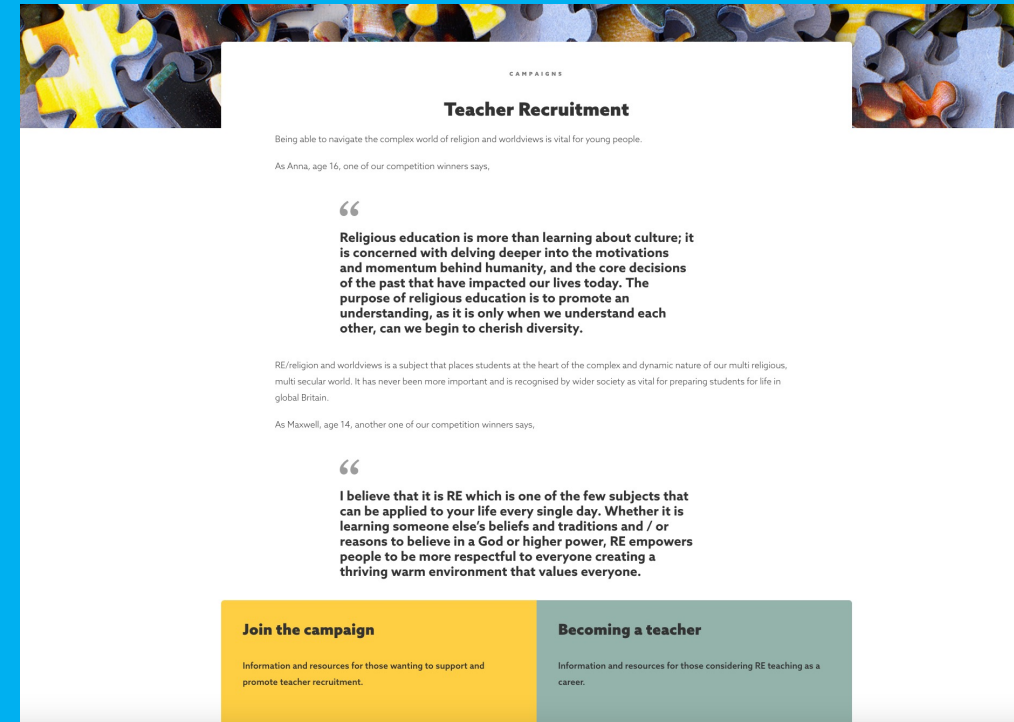 CAMPAIGNS
Teacher Recruitment
Being able to navigate the complex world of religion and worldviews is vital for young people.
As Anna, age 16, one of our competition winners says,
“
Religious education is more than learning about culture; it
is concerned with delving deeper into the motivations
and momentum behind humanity, and the core decisions
of the past that have impacted our lives today. The
purpose of religious education is to promote an
understanding, as it is only when we understand each
other, can we begin to cherish diversity.
RE/religion and worldviews is a subject that places students at the heart of the complex and dynamic nature of our multi religious,
multi secular world. It has never been more important and is recognised by wider society as vital for preparing students for life in
global Britain.
As Maxwell, age 14, another one of our competition winners says,
“
I believe that it is RE which is one of the few subjects that
can be applied to your life every single day. Whether it is
learning someone else's beliefs and traditions and / or
reasons to believe in a God or higher power, RE empowers
people to be more respectful to everyone creating a
thriving warm environment that values everyone.
Join the campaign
Information and resources for those wanting to support and
promote teacher recruitment.
Becoming a teacher
Information and resources for those considering RE teaching as a
career.